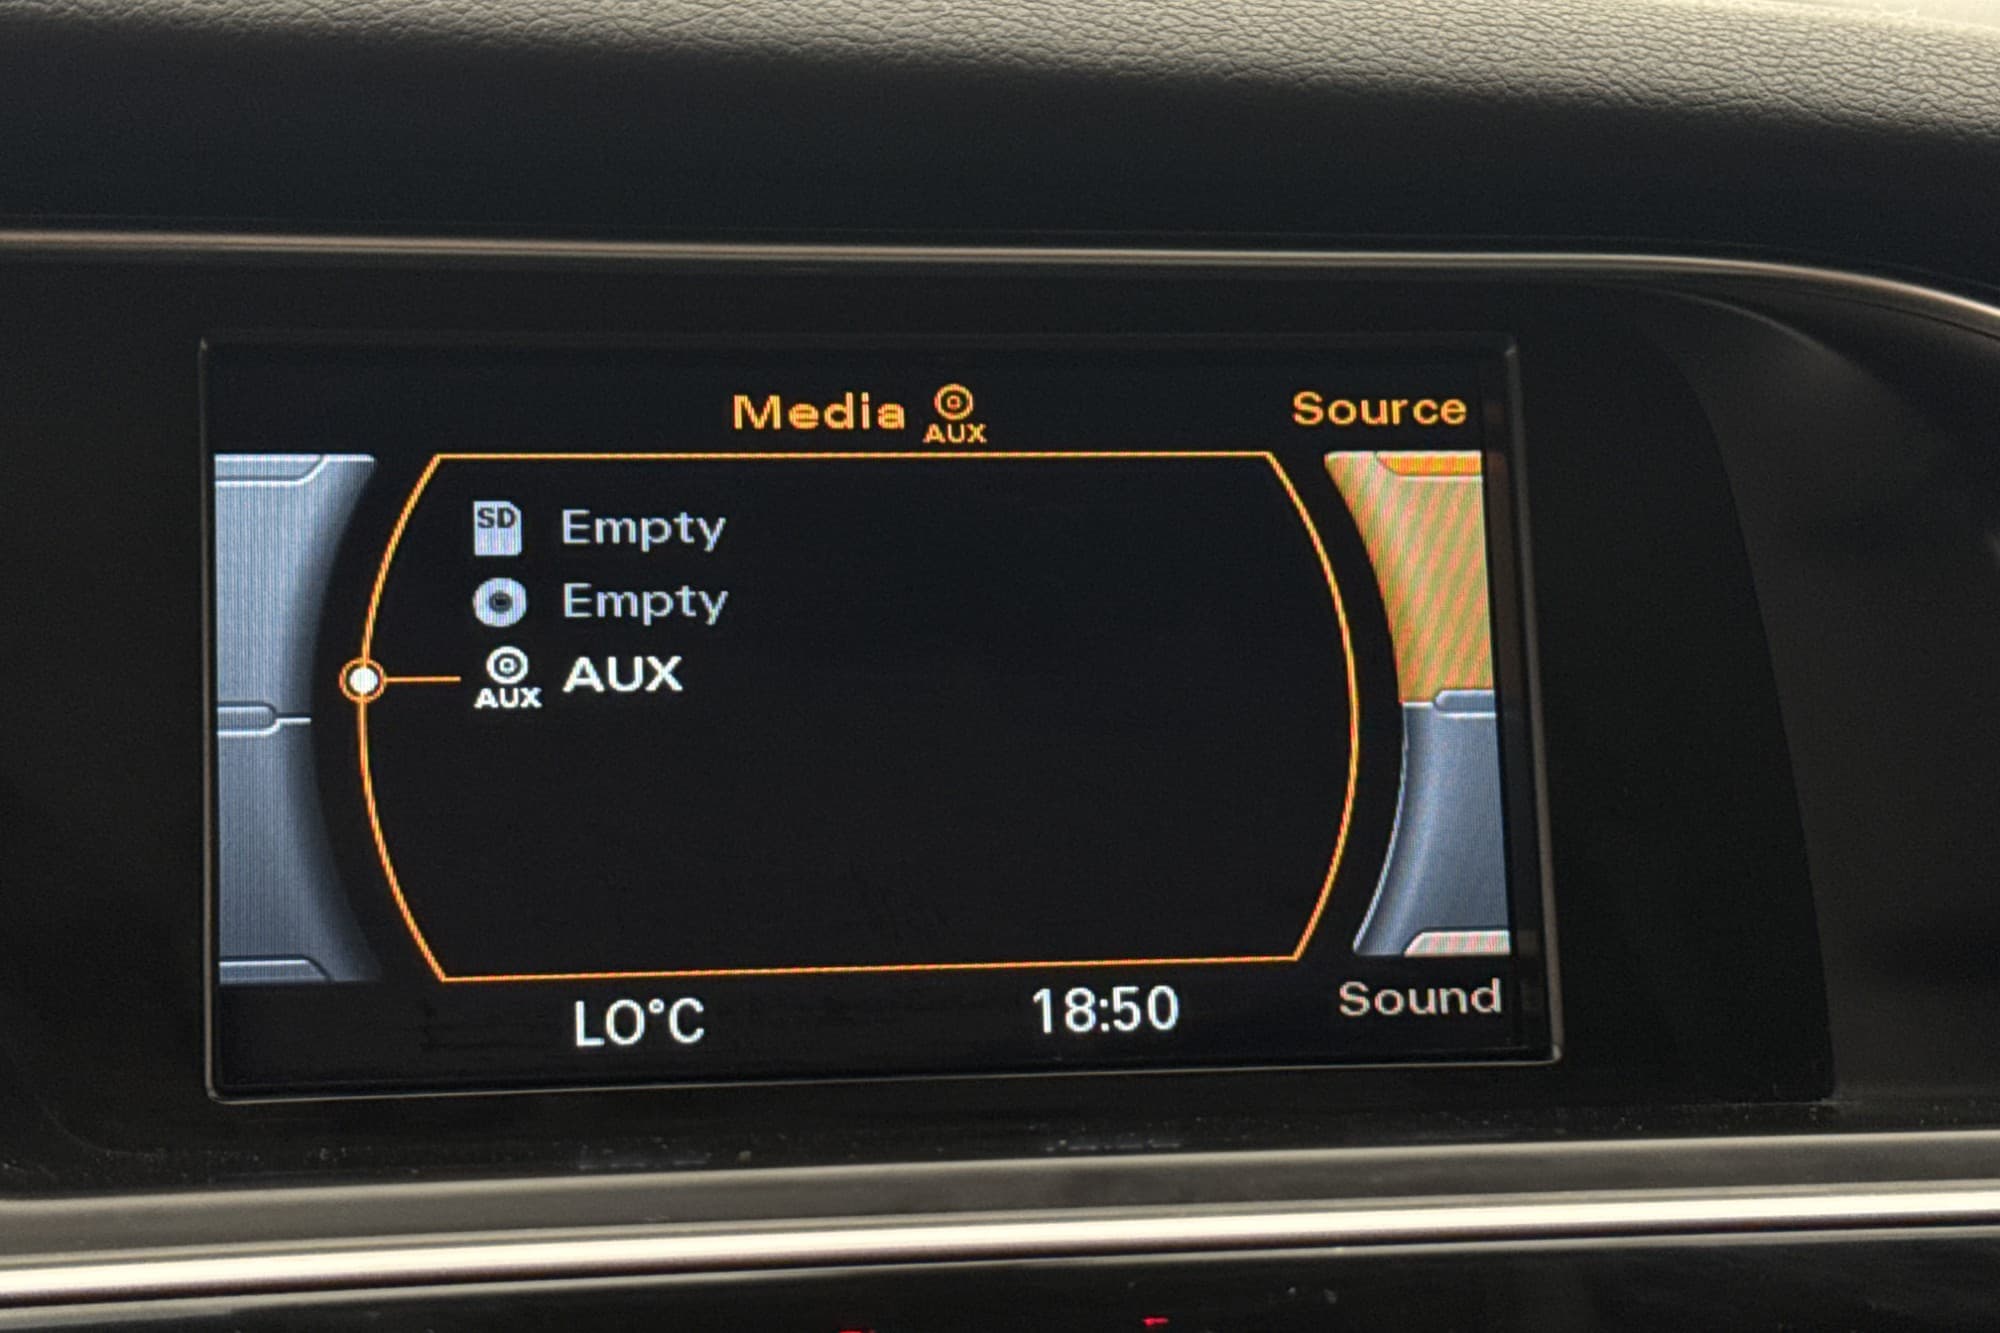 Media AUX
Source
SD Empty
Empty
AUX AUX
LO°C
18:50
Sound